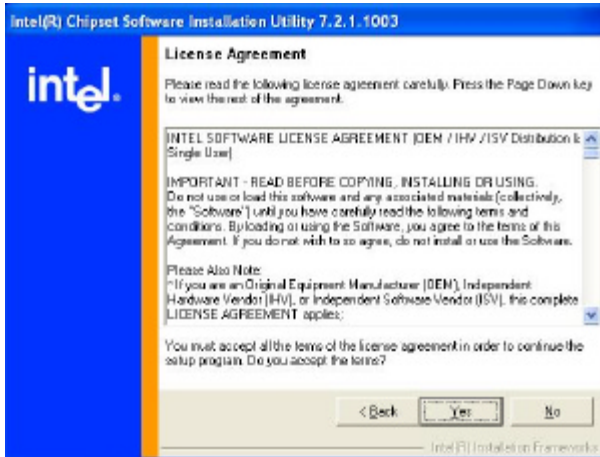 Intel(R) Chipset Software Installation Utility 7.2.1.1003
intel.
License Agreement
Please read the following license agreement carefully. Press the Page Down key
to view the rest of the agreement.
INTEL SOFTWARE LICENSE AGREEMENT (OEM / IHV / ISV Distribution &
Single User)
IMPORTANT - READ BEFORE COPYING, INSTALLING OR USING.
Do not use or load this software and any associated materials (collectively,
the "Software") until you have carefully read the following terms and
conditions. By loading or using the Software, you agree to the terms of this
Agreement. If you do not wish to so agree, do not install or use the Software.
Please Also Note:
* If you are an Original Equipment Manufacturer (OEM), Independent
Hardware Vendor (IHV), or Independent Software Vendor (ISV), this complete
LICENSE AGREEMENT applies;
You must accept all the terms of the license agreement in order to continue the
setup program. Do you accept the terms?
< Back
Yes
No
Intel(R) Installation Frameworks